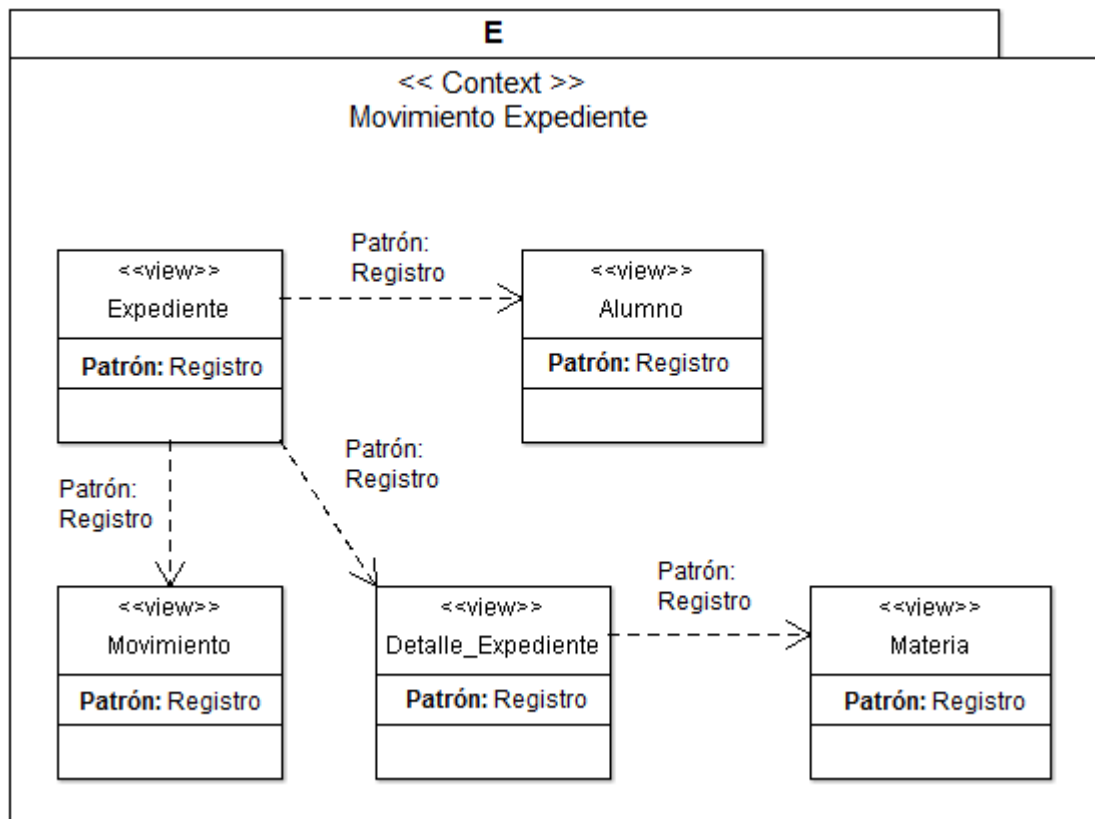 E
<< Context >>
Movimiento Expediente
<<view>>
Expediente
Patrón: Registro
Patrón:
Registro
<<view>>
Alumno
Patrón: Registro
Patrón:
Registro
Patrón:
Registro
<<view>>
Movimiento
Patrón: Registro
<<view>>
Detalle_Expediente
Patrón: Registro
Patrón:
Registro
<<view>>
Materia
Patrón: Registro